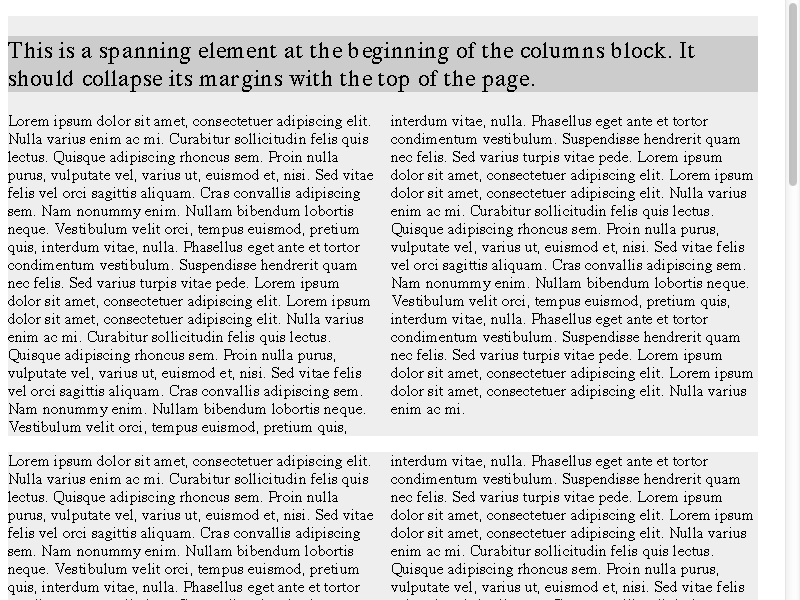 This is a spanning element at the beginning of the columns block. It
should collapse its margins with the top of the page.
Lorem ipsum dolor sit amet, consectetuer adipiscing elit.
Nulla varius enim ac mi. Curabitur sollicitudin felis quis
lectus. Quisque adipiscing rhoncus sem. Proin nulla
purus, vulputate vel, varius ut, euismod et, nisi. Sed vitae
felis vel orci sagittis aliquam. Cras convallis adipiscing
sem. Nam nonummy enim. Nullam bibendum lobortis
neque. Vestibulum velit orci, tempus euismod, pretium
quis, interdum vitae, nulla. Phasellus eget ante et tortor
condimentum vestibulum. Suspendisse hendrerit quam
nec felis. Sed varius turpis vitae pede. Lorem ipsum
dolor sit amet, consectetuer adipiscing elit. Lorem ipsum
dolor sit amet, consectetuer adipiscing elit. Nulla varius
enim ac mi. Curabitur sollicitudin felis quis lectus.
Quisque adipiscing rhoncus sem. Proin nulla purus,
vulputate vel, varius ut, euismod et, nisi. Sed vitae felis
vel orci sagittis aliquam. Cras convallis adipiscing sem.
Nam nonummy enim. Nullam bibendum lobortis neque.
Vestibulum velit orci, tempus euismod, pretium quis,
interdum vitae, nulla. Phasellus eget ante et tortor
condimentum vestibulum. Suspendisse hendrerit quam
nec felis. Sed varius turpis vitae pede. Lorem ipsum
dolor sit amet, consectetuer adipiscing elit. Lorem ipsum
dolor sit amet, consectetuer adipiscing elit. Nulla varius
enim ac mi. Curabitur sollicitudin felis quis lectus.
Quisque adipiscing rhoncus sem. Proin nulla purus,
vulputate vel, varius ut, euismod et, nisi. Sed vitae felis
vel orci sagittis aliquam. Cras convallis adipiscing sem.
Nam nonummy enim. Nullam bibendum lobortis neque.
Vestibulum velit orci, tempus euismod, pretium quis,
interdum vitae, nulla. Phasellus eget ante et tortor
condimentum vestibulum. Suspendisse hendrerit quam
nec felis. Sed varius turpis vitae pede. Lorem ipsum
dolor sit amet, consectetuer adipiscing elit. Lorem ipsum
dolor sit amet, consectetuer adipiscing elit. Nulla varius
enim ac mi.
Lorem ipsum dolor sit amet, consectetuer adipiscing elit.
Nulla varius enim ac mi. Curabitur sollicitudin felis quis
lectus. Quisque adipiscing rhoncus sem. Proin nulla
purus, vulputate vel, varius ut, euismod et, nisi. Sed vitae
felis vel orci sagittis aliquam. Cras convallis adipiscing
sem. Nam nonummy enim. Nullam bibendum lobortis
neque. Vestibulum velit orci, tempus euismod, pretium
quis, interdum vitae, nulla. Phasellus eget ante et tortor
interdum vitae, nulla. Phasellus eget ante et tortor
condimentum vestibulum. Suspendisse hendrerit quam
nec felis. Sed varius turpis vitae pede. Lorem ipsum
dolor sit amet, consectetuer adipiscing elit. Lorem ipsum
dolor sit amet, consectetuer adipiscing elit. Nulla varius
enim ac mi. Curabitur sollicitudin felis quis lectus.
Quisque adipiscing rhoncus sem. Proin nulla purus,
vulputate vel, varius ut, euismod et, nisi. Sed vitae felis